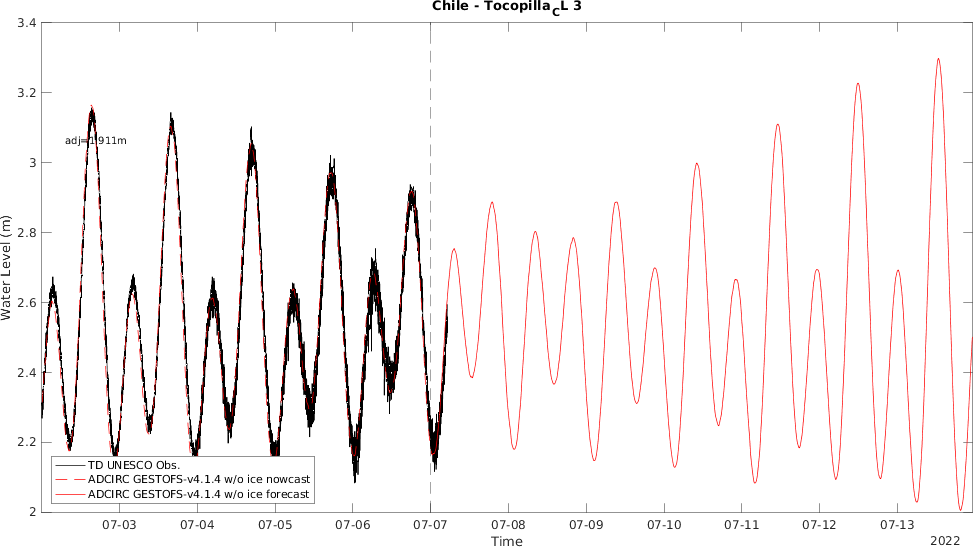 Chile - Tocopilla_CL 3
3.4
3.2
3
2.8
2.6
2.4
2.2
2
Water Level (m)
adj=1.911m
TD UNESCO Obs.
ADCIRC GESTOFS-v4.1.4 w/o ice nowcast
ADCIRC GESTOFS-v4.1.4 w/o ice forecast
07-03 07-04 07-05 07-06 07-07 07-08 07-09 07-10 07-11 07-12 07-13
Time
2022